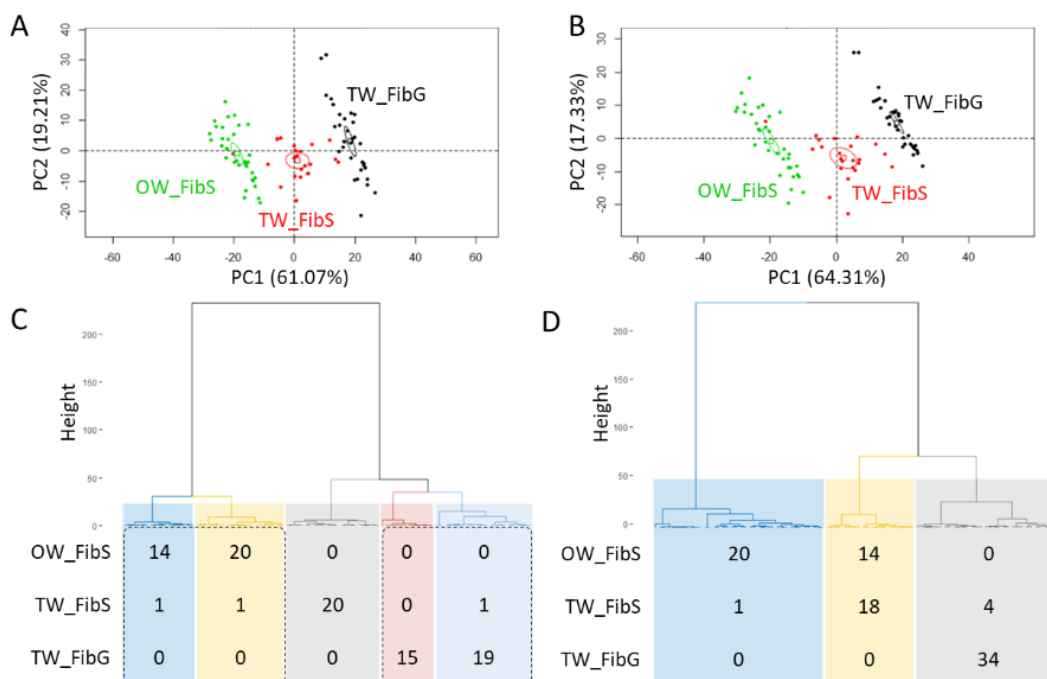 A
PC2 (19.21%)
40
30
20
10
0
-10
-20
TW_FibG
OW_FibS
TW_FibS
-60
-40
-20
0
20
40
60
PC1 (61.07%)
B
PC2 (17.33%)
30
20
10
0
-10
-20
TW_FibG
OW_FibS
TW_FibS
-60
-40
-20
0
20
40
PC1 (64.31%)
C
Height
200
150
100
50
0
OW_FibS 14 20 0 0 0
TW_FibS 1 1 20 0 1
TW_FibG 0 0 0 15 19
D
Height
200
150
100
50
0
OW_FibS 20 14 0
TW_FibS 1 18 4
TW_FibG 0 0 34